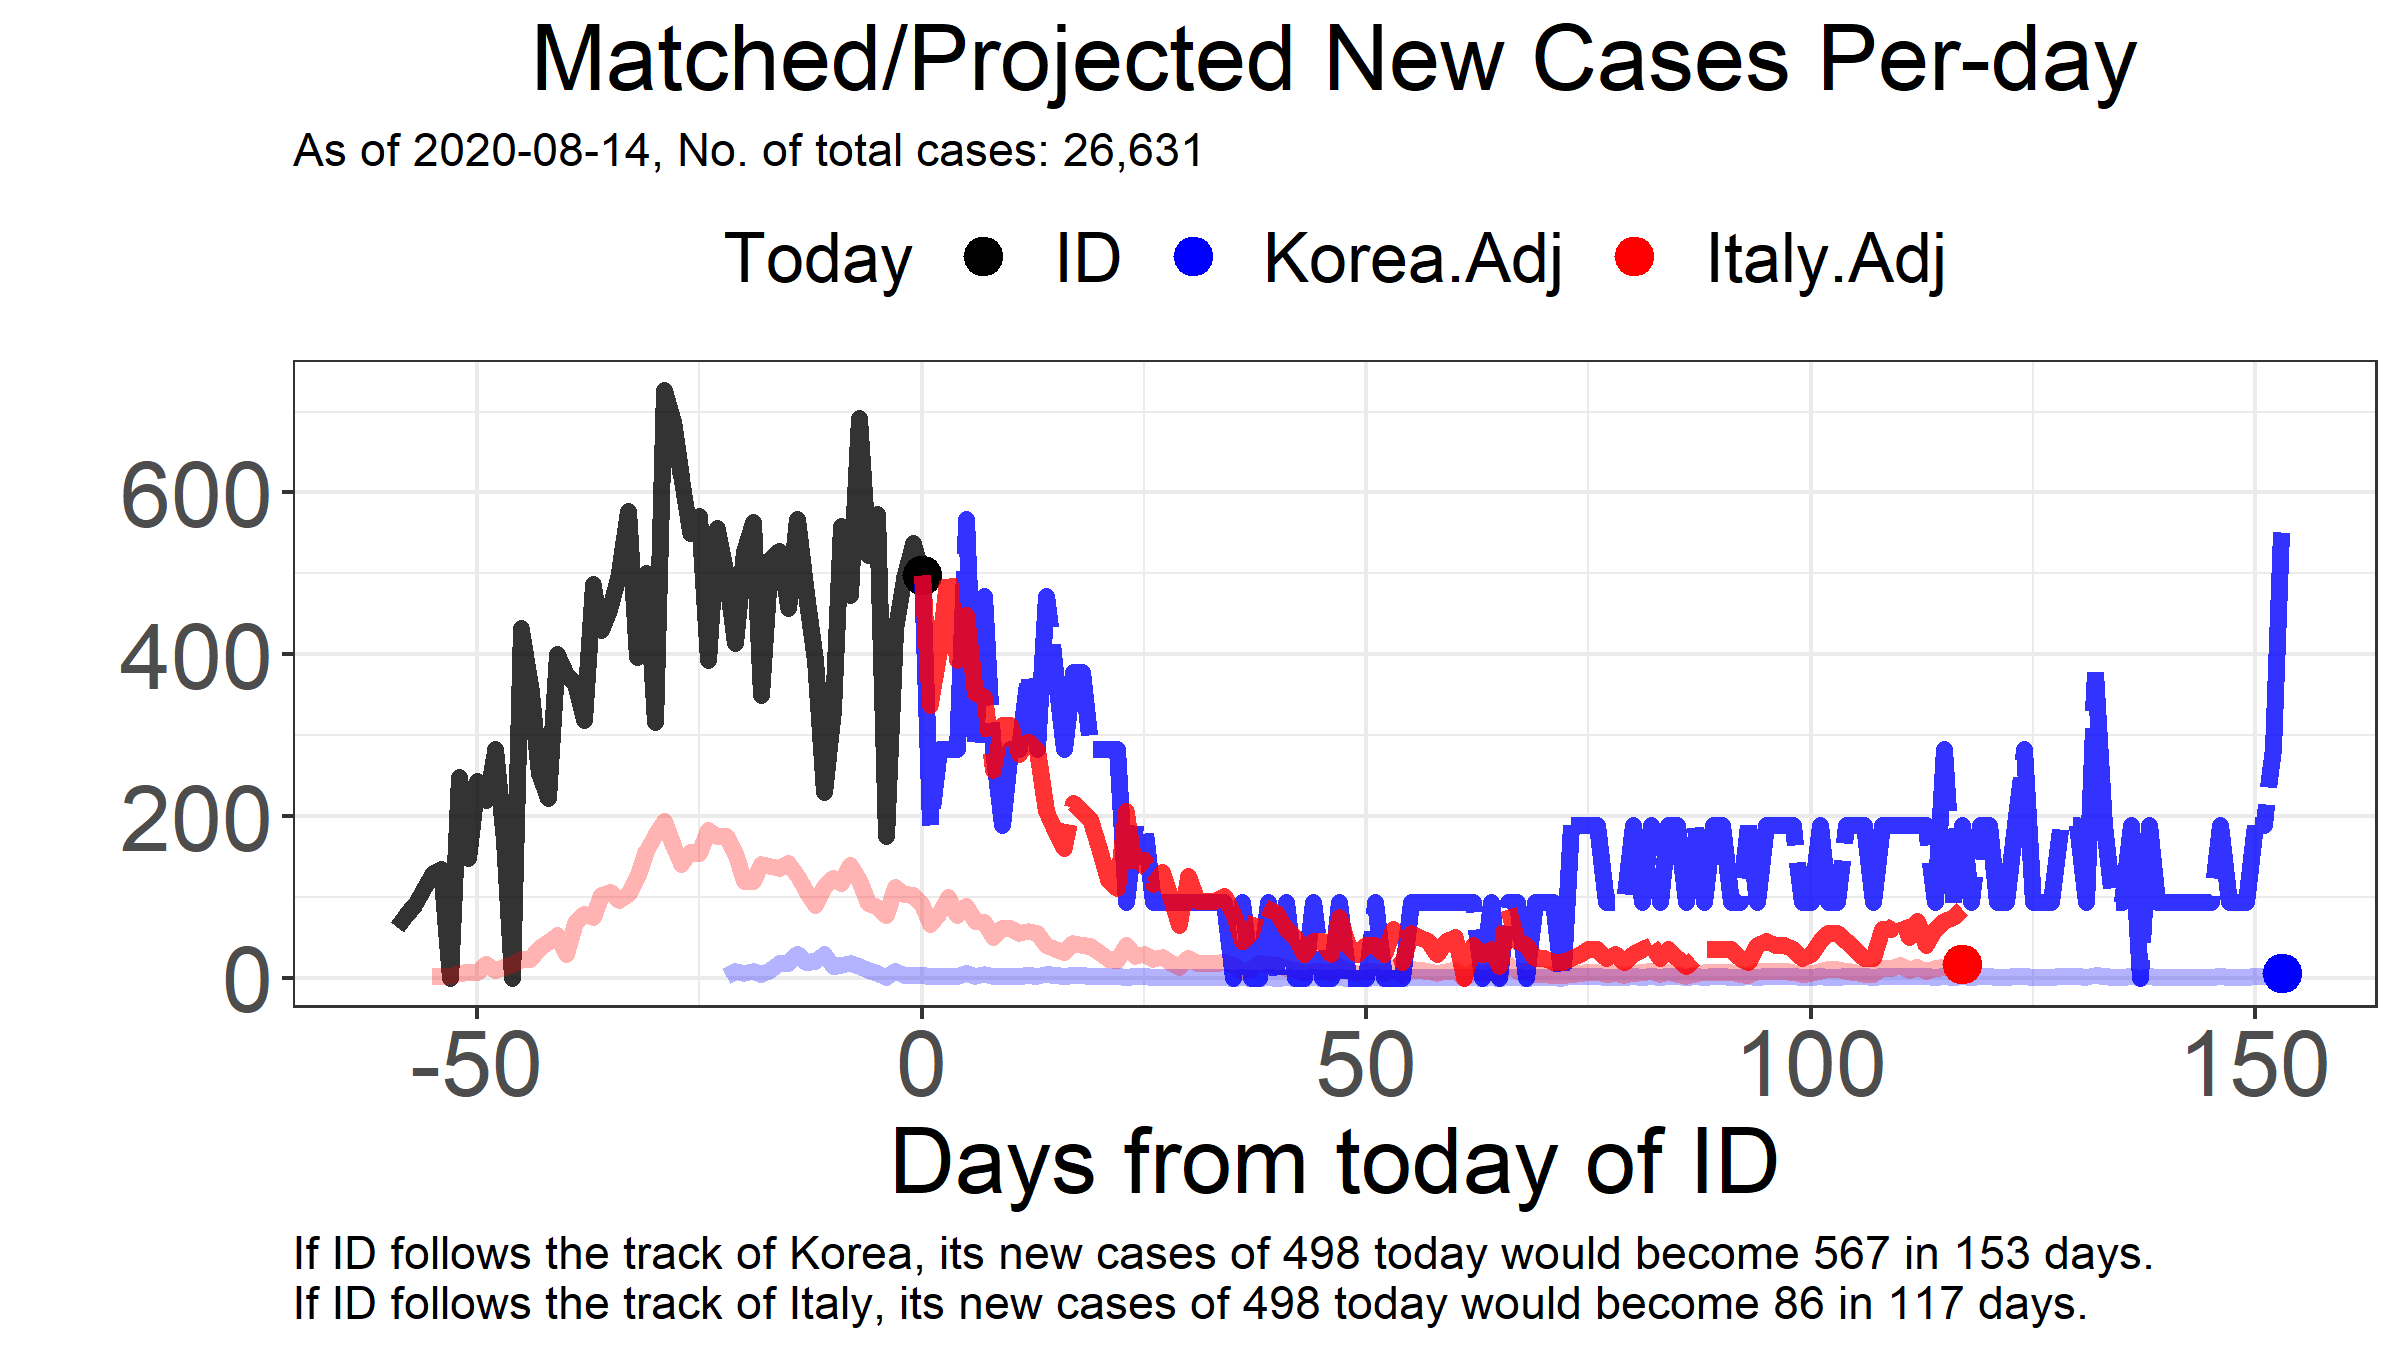 Matched/Projected New Cases Per-day
As of 2020-08-14, No. of total cases: 26,631
Today ID Korea.Adj Italy.Adj
600
400
200
0
-50 0 50 100 150
Days from today of ID
If ID follows the track of Korea, its new cases of 498 today would become 567 in 153 days.
If ID follows the track of Italy, its new cases of 498 today would become 86 in 117 days.